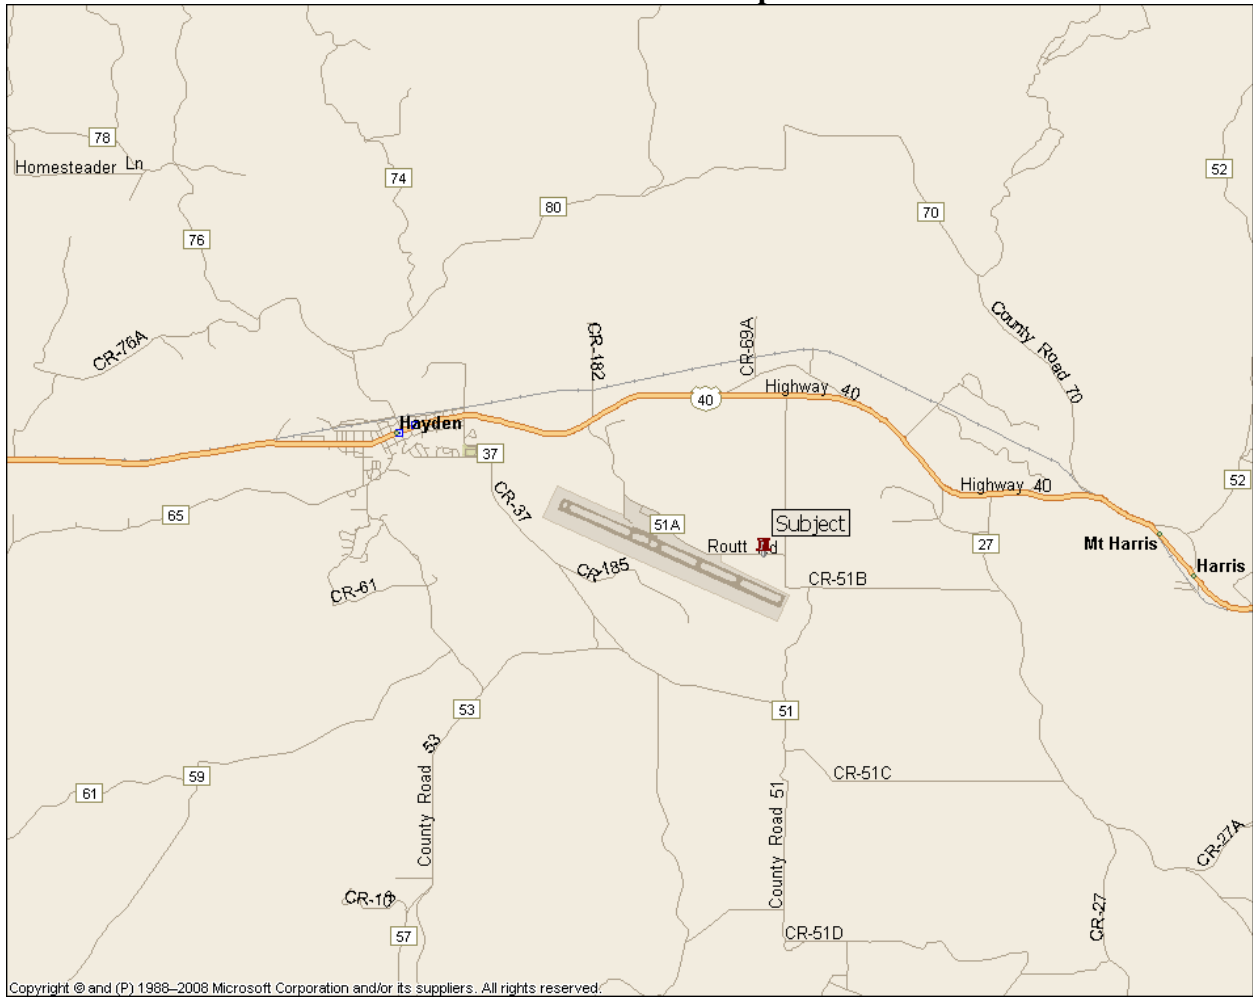 78
Homesteader Ln
52
74
80
70
76
County Road 70
CR-76A
CR-182
CR-69A
Highway 40
40
Hayden
37
52
Highway 40
CR-37
65
51A
Subject
Routt
27
Mt Harris
Harris
CR-185
CR-51B
CR-61
53
51
County Road 53
59
CR-51C
61
County Road 51
CR-27A
CR-27
57
CR-51D
Copyright © and (P) 1988–2008 Microsoft Corporation and/or its suppliers. All rights reserved.